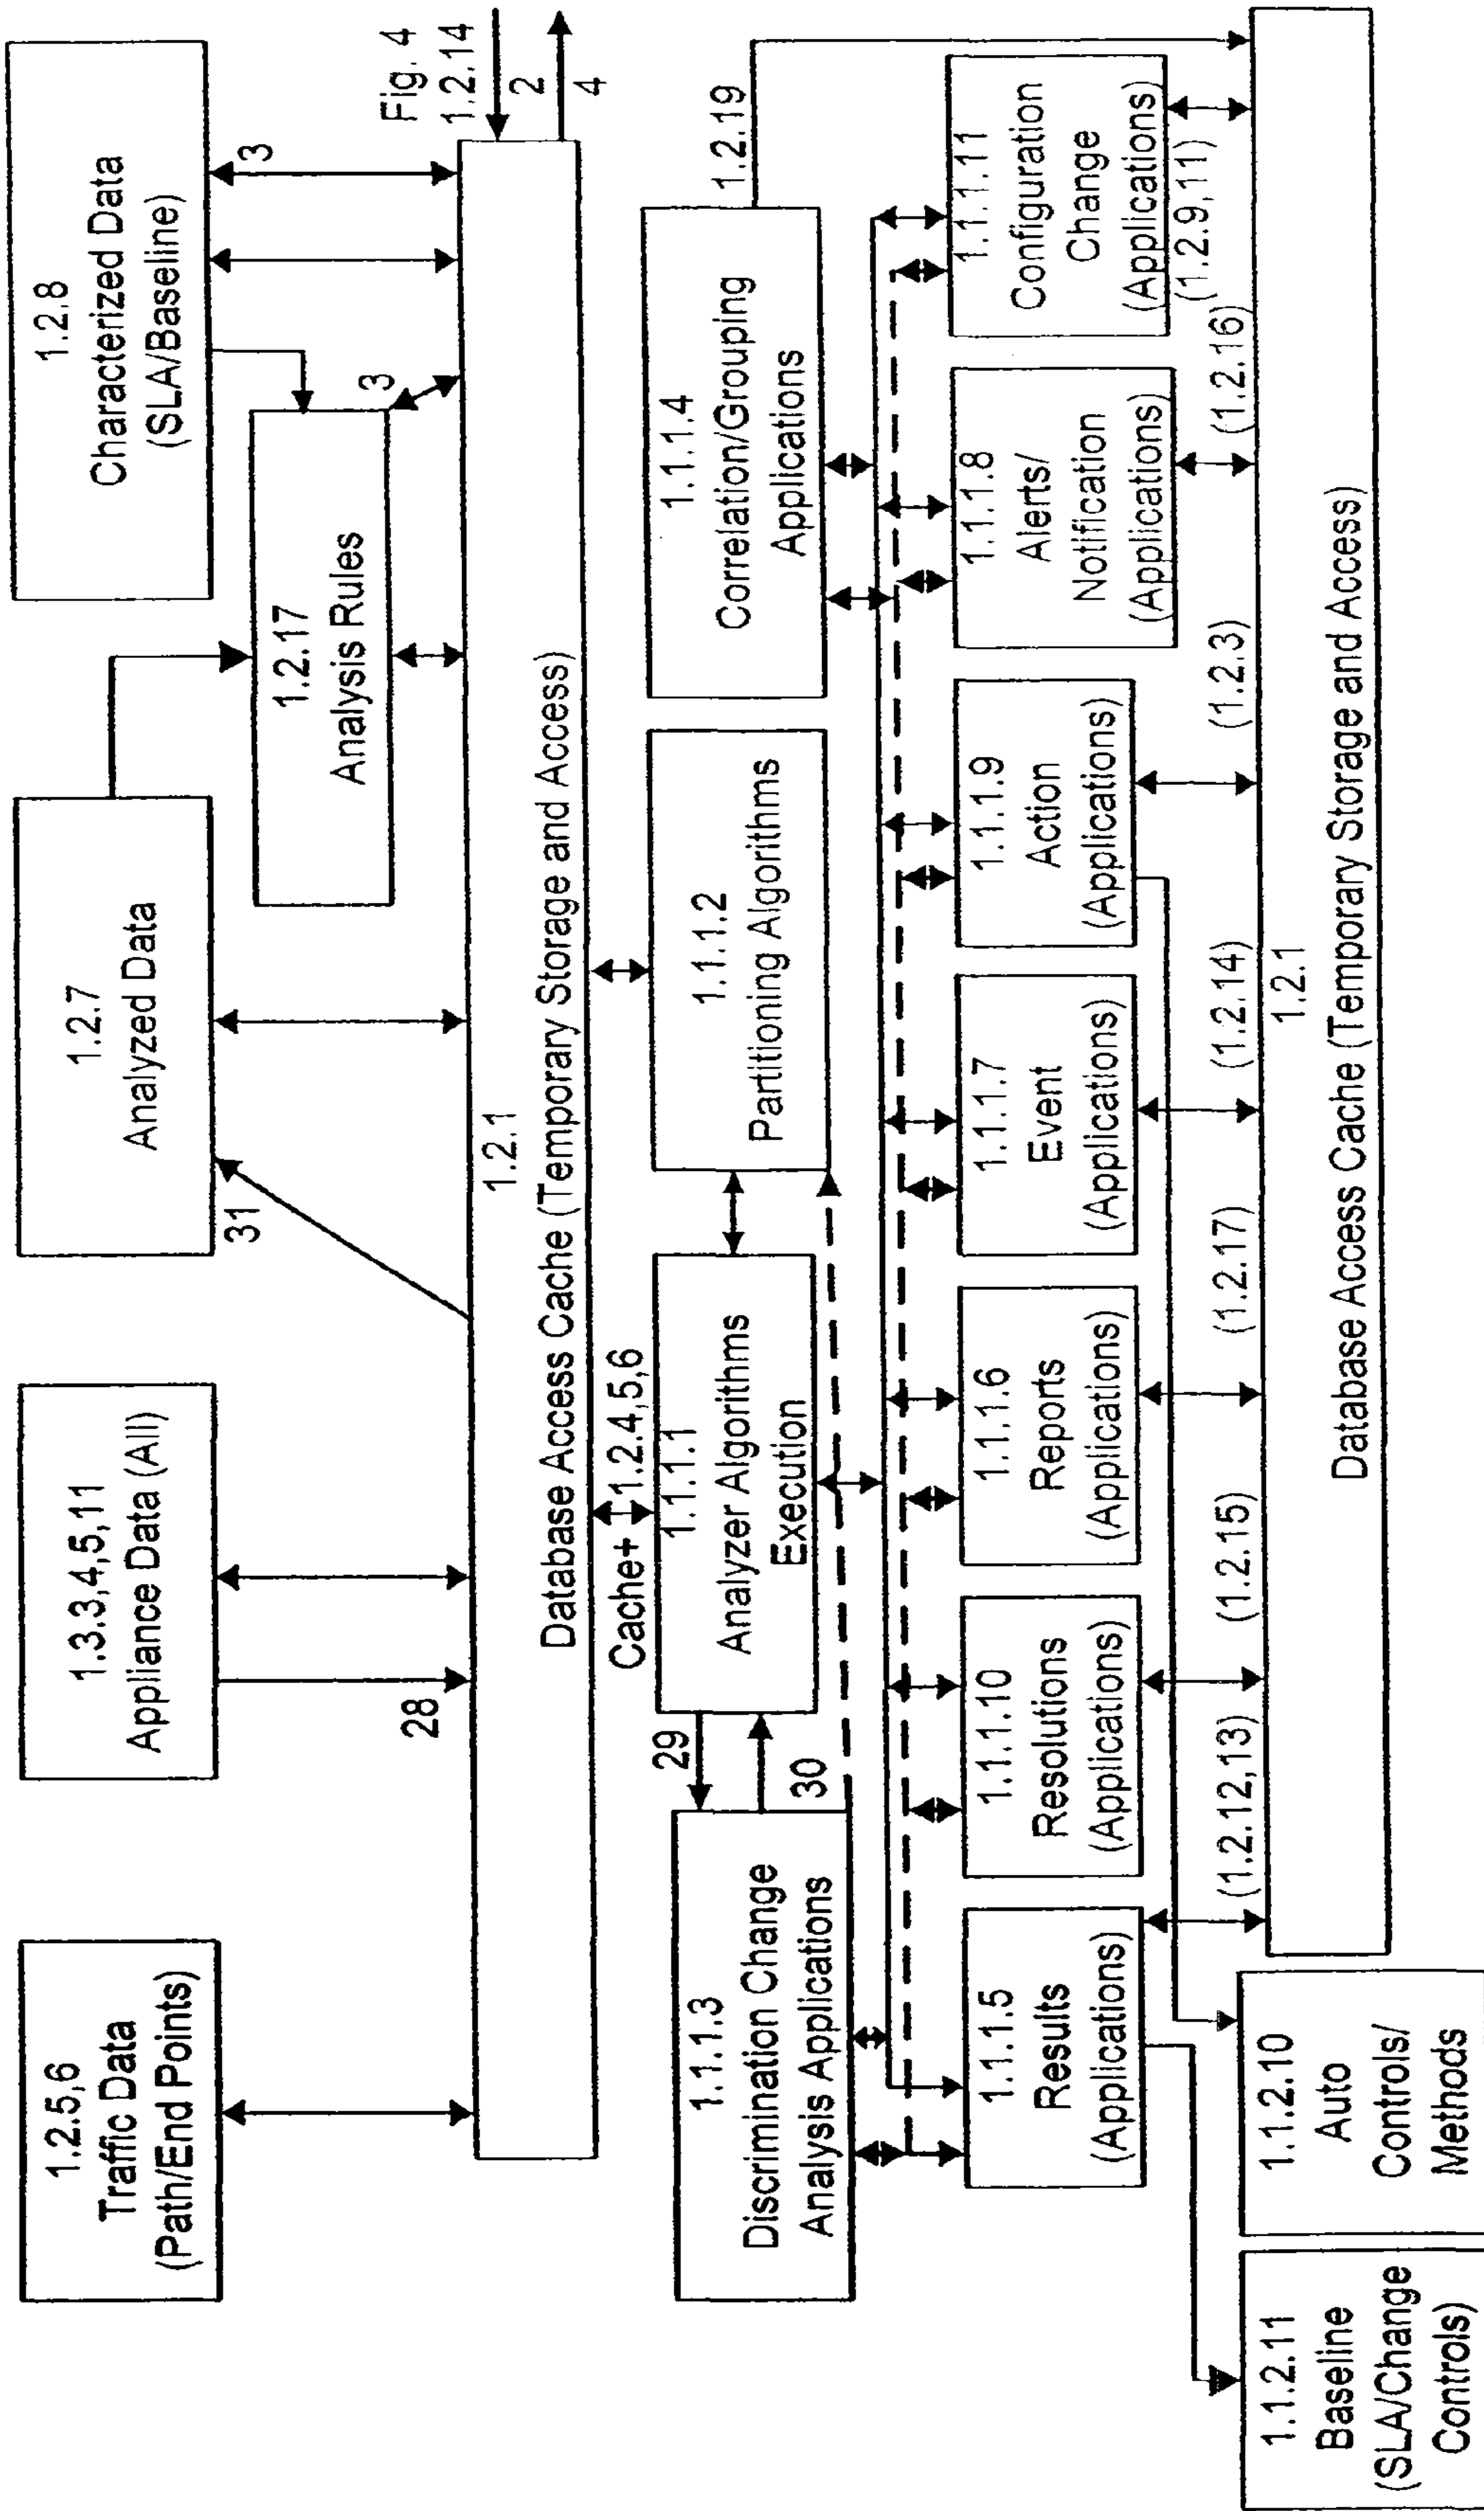 1.2.5,6
Traffic Data
(Path/End Points)
1.3.3,4,5,11
Appliance Data (All)
1.2.7
Analyzed Data
1.2.8
Characterized Data
(SLA/Baseline)
1.2.17
Analysis Rules
28
31
3
3
Fig. 4
1.2.14
2
4
1.2.1
Database Access Cache (Temporary Storage and Access)
Cache+ 1.2.4,5,6
1.1.1.3
Discrimination Change
Analysis Applications
29
30
1.1.1.1
Analyzer Algorithms
Execution
1.1.1.2
Partitioning Algorithms
1.1.1.4
Correlation/Grouping
Applications
1.2.19
1.1.1.5
Results
(Applications)
1.1.1.10
Resolutions
(Applications)
1.1.1.6
Reports
(Applications)
1.1.1.7
Event
(Applications)
1.1.1.9
Action
(Applications)
1.1.1.8
Alerts/
Notification
(Applications)
1.1.1.11
Configuration
Change
(Applications)
(1.2.9,11)
(1.2.12,13)
(1.2.15)
(1.2.17)
(1.2.14)
(1.2.3)
(1.2.16)
1.2.1
Database Access Cache (Temporary Storage and Access)
1.1.2.11
Baseline
(SLA/Change
Controls)
1.1.2.10
Auto
Controls/
Methods